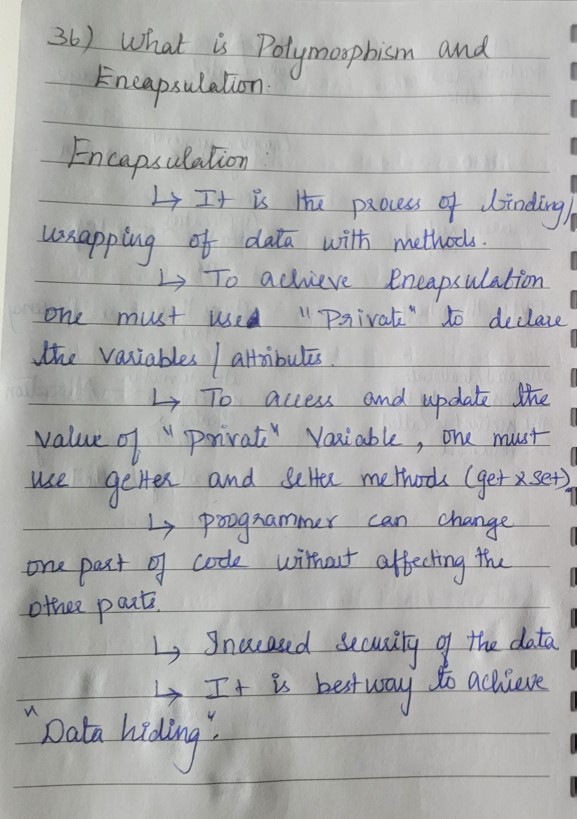 36) What is Polymorphism and
Encapsulation.
Encapsulation :
↳ It is the process of binding/
wrapping of data with methods.
↳ To achieve Encapsulation
one must use "Private" to declare
the variables / attributes.
↳ To access and update the
value of "private" variable, one must
use getter and setter methods (get & set)
↳ programmer can change
one part of code without affecting the
other parts.
↳ Increased security of the data
↳ It is best way to achieve
"Data hiding".